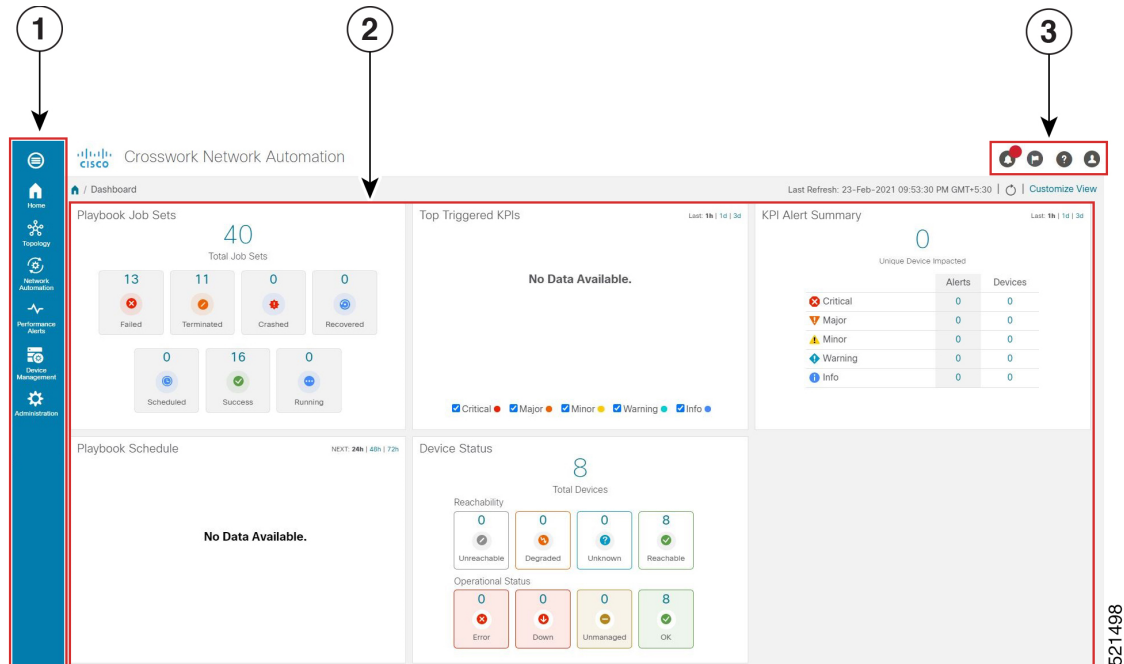 1
2
3
CISCO Crosswork Network Automation
/ Dashboard
Last Refresh: 23-Feb-2021 09:53:30 PM GMT+5:30 | | Customize View
Home
Topology
Network
Automation
Performance
Alerts
Device
Management
Administration
Playbook Job Sets
40
Total Job Sets
13 11 0 0
Failed Terminated Crashed Recovered
0 16 0
Scheduled Success Running
Top Triggered KPIs
Last: 1h | 1d | 3d
No Data Available.
Critical Major Minor Warning Info
KPI Alert Summary
Last: 1h | 1d | 3d
0
Unique Device Impacted
Alerts Devices
Critical 0 0
Major 0 0
Minor 0 0
Warning 0 0
Info 0 0
Playbook Schedule
NEXT: 24h | 48h | 72h
No Data Available.
Device Status
8
Total Devices
Reachability
0 0 0 8
Unreachable Degraded Unknown Reachable
Operational Status
0 0 0 8
Error Down Unmanaged OK
521498